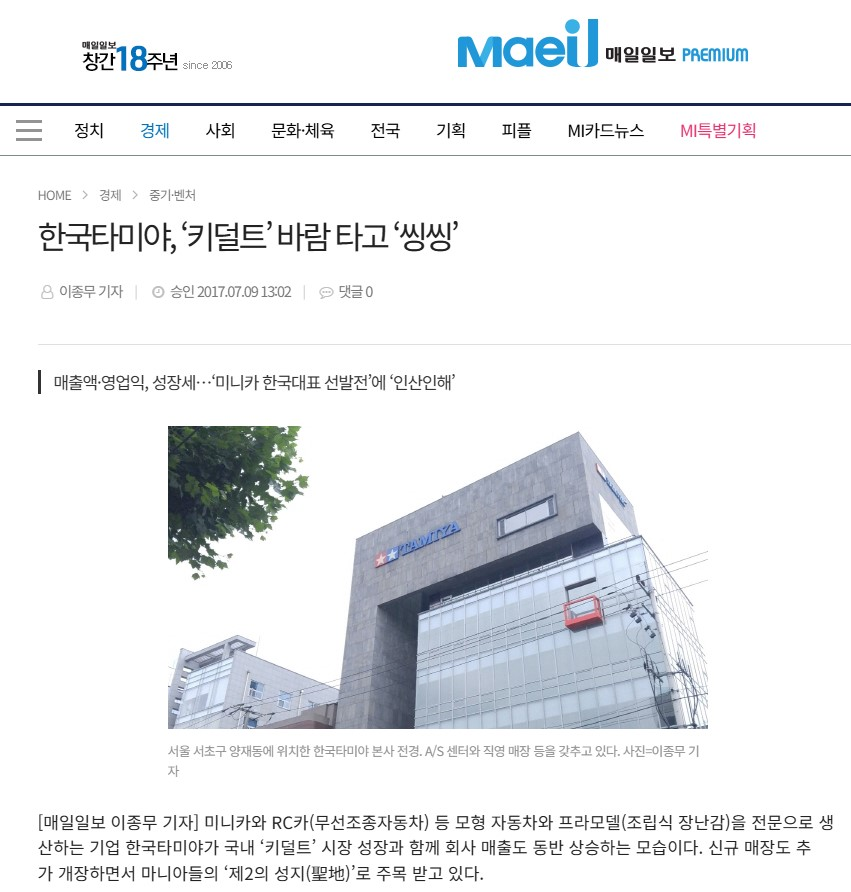 매일일보
창간18주년 since 2006
Maeil 매일일보 PREMIUM
정치 경제 사회 문화·체육 전국 기획 피플 MI카드뉴스 MI특별기획
HOME > 경제 > 중기·벤처
한국타미야, ‘키덜트’ 바람 타고 ‘씽씽’
이종무 기자 | 승인 2017.07.09 13:02 | 댓글 0
매출액·영업익, 성장세…‘미니카 한국대표 선발전’에 ‘인산인해’
TAMIYA
서울 서초구 양재동에 위치한 한국타미야 본사 전경. A/S 센터와 직영 매장 등을 갖추고 있다. 사진=이종무 기
자
[매일일보 이종무 기자] 미니카와 RC카(무선조종자동차) 등 모형 자동차와 프라모델(조립식 장난감)을 전문으로 생
산하는 기업 한국타미야가 국내 ‘키덜트’ 시장 성장과 함께 회사 매출도 동반 상승하는 모습이다. 신규 매장도 추
가 개장하면서 마니아들의 ‘제2의 성지(聖地)’로 주목 받고 있다.